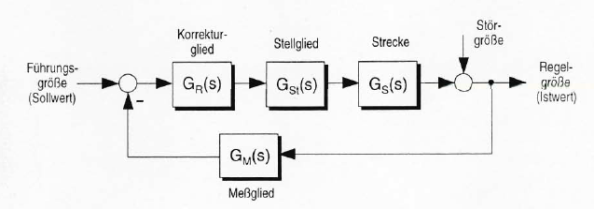 Korrektur-
glied
Stellglied
Strecke
Stör-
größe
Führungs-
größe
(Sollwert)
Regel-
größe
(Istwert)
G_R(s)
G_St(s)
G_S(s)
−
G_M(s)
Meßglied